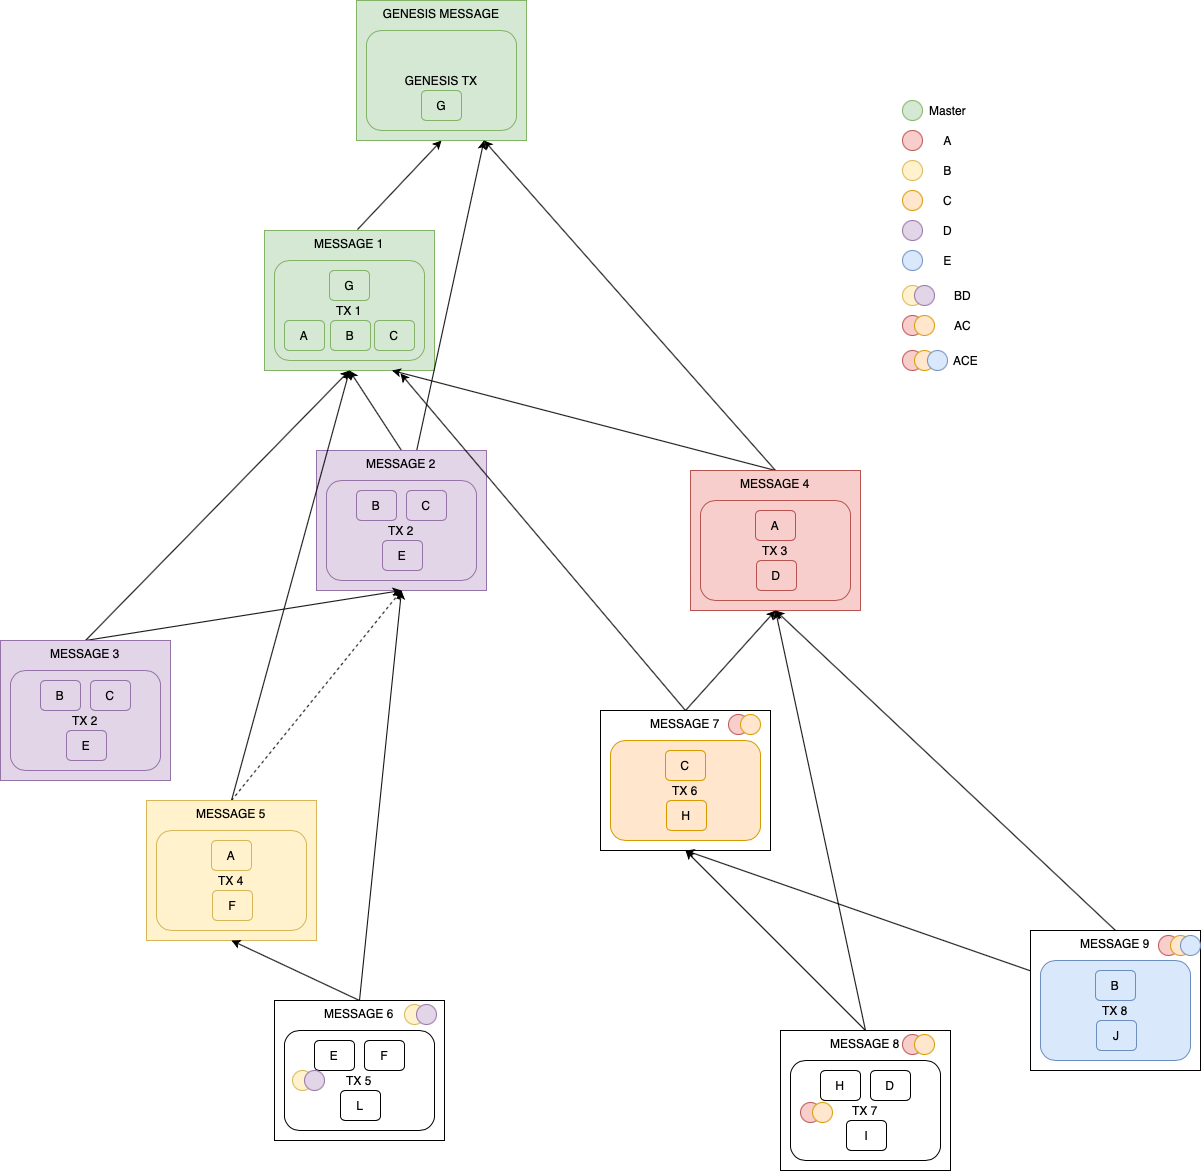 GENESIS MESSAGE
GENESIS TX
G
Master
A
B
C
D
E
BD
AC
ACE
MESSAGE 1
G
TX 1
A B C
MESSAGE 2
B C
TX 2
E
MESSAGE 4
A
TX 3
D
MESSAGE 3
B C
TX 2
E
MESSAGE 7
C
TX 6
H
MESSAGE 5
A
TX 4
F
MESSAGE 9
B
TX 8
J
MESSAGE 6
E F
TX 5
L
MESSAGE 8
H D
TX 7
I